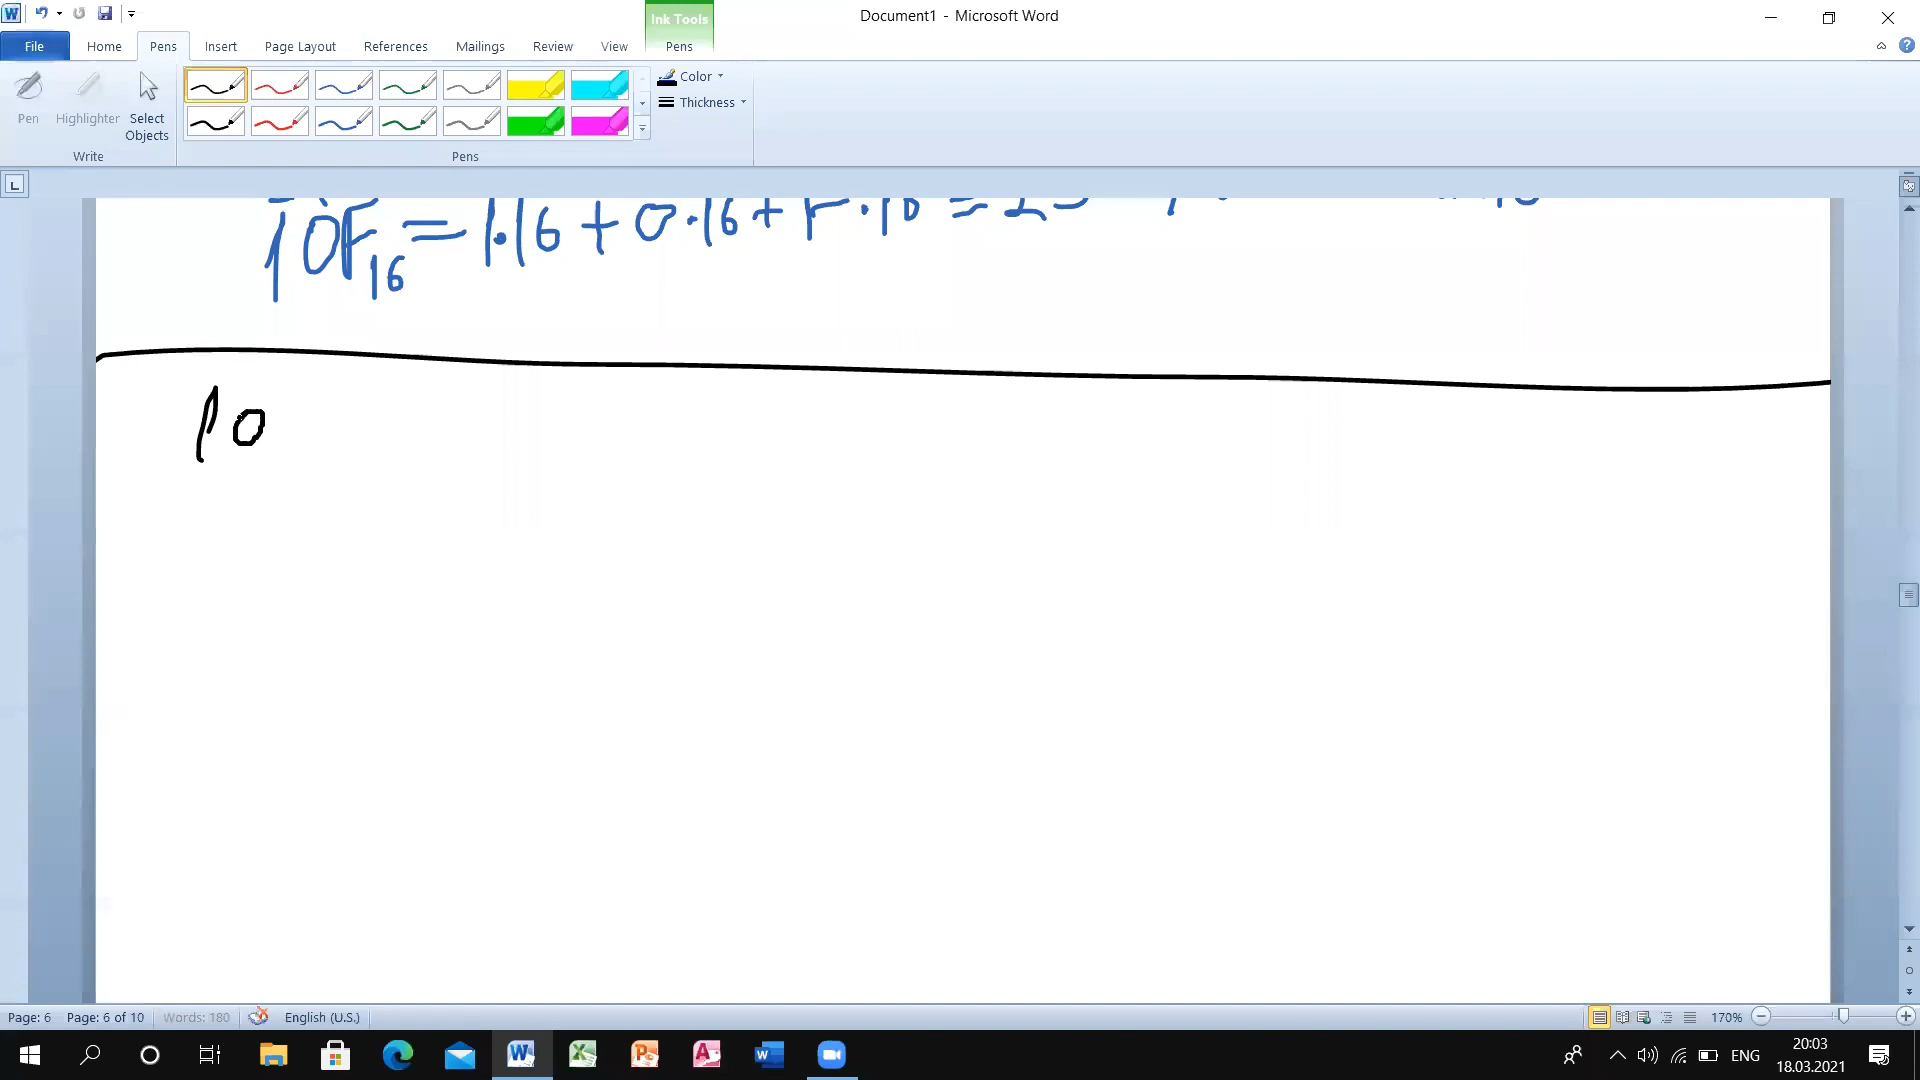 Document1 - Microsoft Word
Ink Tools
File Home Pens Insert Page Layout References Mailings Review View Pens
Pen Highlighter Select Objects
Color
Thickness
Write Pens
10F₁₆ = 1.16 + 0.16 + F.16 =
10
Page: 6 Page: 6 of 10 Words: 180 English (U.S.) 170%
ENG 20:03
18.03.2021